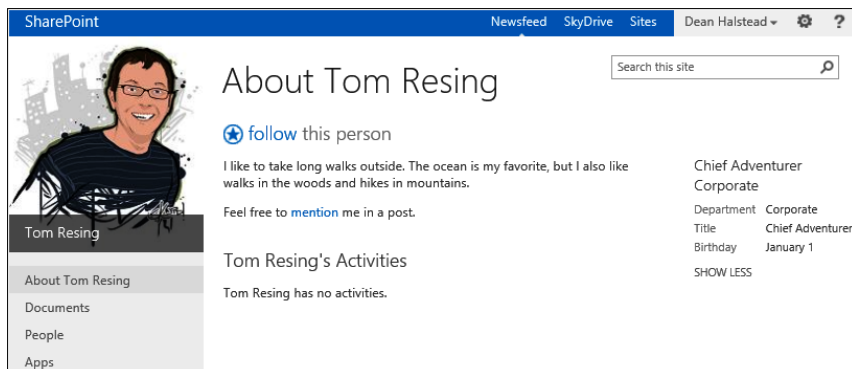 SharePoint
Newsfeed SkyDrive Sites Dean Halstead ?
Search this site
About Tom Resing
follow this person
I like to take long walks outside. The ocean is my favorite, but I also like
walks in the woods and hikes in mountains.
Feel free to mention me in a post.
Tom Resing's Activities
Tom Resing has no activities.
Chief Adventurer
Corporate
Department Corporate
Title Chief Adventurer
Birthday January 1
SHOW LESS
Tom Resing
About Tom Resing
Documents
People
Apps